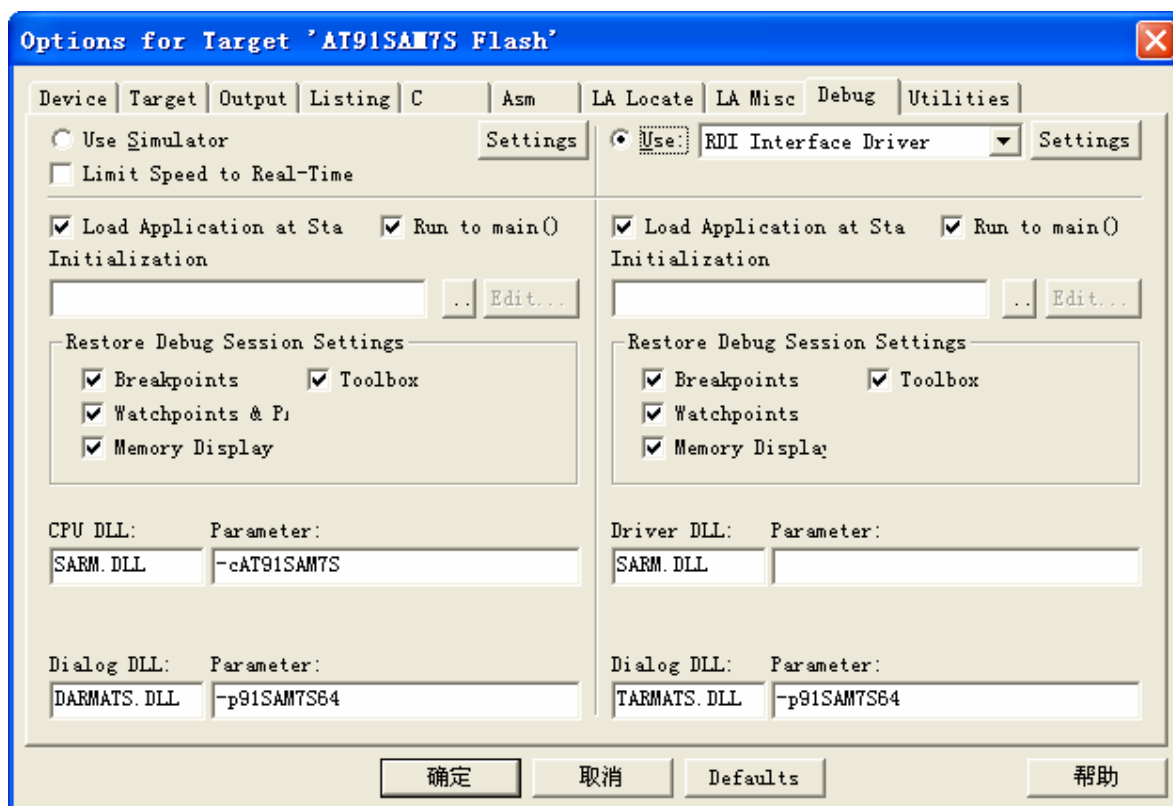 Options for Target 'AT91SAM7S Flash'
Device Target Output Listing C Asm LA Locate LA Misc Debug Utilities
Use Simulator Settings Use: RDI Interface Driver Settings
Limit Speed to Real-Time
Load Application at Sta Run to main() Load Application at Sta Run to main()
Initialization Initialization
.. Edit... .. Edit...
Restore Debug Session Settings Restore Debug Session Settings
Breakpoints Toolbox Breakpoints Toolbox
Watchpoints & Watchpoints
Memory Display Memory Display
CPU DLL: Parameter: Driver DLL: Parameter:
SARM.DLL -cAT91SAM7S SARM.DLL
Dialog DLL: Parameter: Dialog DLL: Parameter:
DARMATS.DLL -p91SAM7S64 TARMATS.DLL -p91SAM7S64
确定 取消 Defaults 帮助